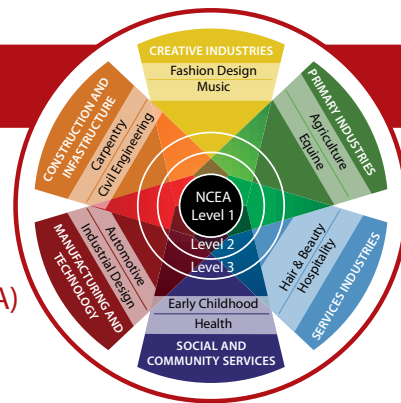 CREATIVE INDUSTRIES
Fashion Design
Music
PRIMARY INDUSTRIES
Agriculture
Equine
SERVICES INDUSTRIES
Hair & Beauty
Hospitality
SOCIAL AND
COMMUNITY SERVICES
Early Childhood
Health
MANUFACTURING AND
TECHNOLOGY
Automotive
Industrial Design
CONSTRUCTION AND
INFASTRUCTURE
Carpentry
Civil Engineering
NCEA
Level 1
Level 2
Level 3
A)